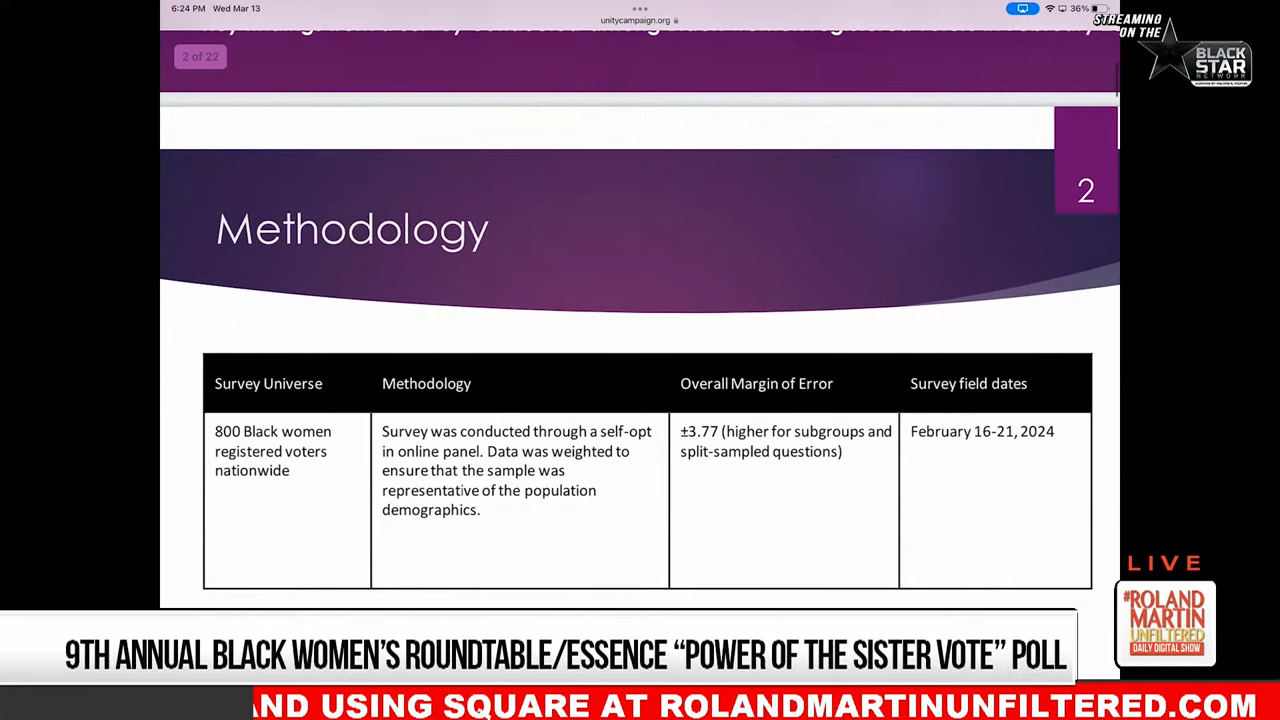 6:24 PM Wed Mar 13
unitycampaign.org
36%
STREAMING
ON THE
BLACK
STAR
NETWORK
2 of 22
2
Methodology
Survey Universe
Methodology
Overall Margin of Error
Survey field dates
800 Black women
registered voters
nationwide
Survey was conducted through a self-opt
in online panel. Data was weighted to
ensure that the sample was
representative of the population
demographics.
±3.77 (higher for subgroups and
split-sampled questions)
February 16-21, 2024
LIVE
#ROLAND
MARTIN
UNFILTERED
DAILY DIGITAL SHOW
9TH ANNUAL BLACK WOMEN'S ROUNDTABLE/ESSENCE “POWER OF THE SISTER VOTE” POLL
AND USING SQUARE AT ROLANDMARTINUNFILTERED.COM